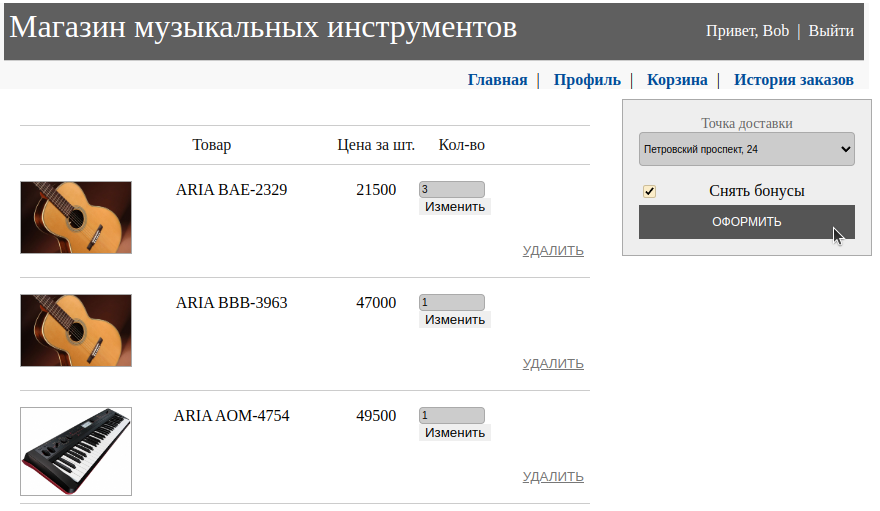 Магазин музыкальных инструментов
Привет, Bob | Выйти
Главная | Профиль | Корзина | История заказов
Товар Цена за шт. Кол-во
ARIA BAE-2329 21500 3
Изменить
УДАЛИТЬ
ARIA BBB-3963 47000 1
Изменить
УДАЛИТЬ
ARIA AOM-4754 49500 1
Изменить
УДАЛИТЬ
Точка доставки
Петровский проспект, 24
Снять бонусы
ОФОРМИТЬ